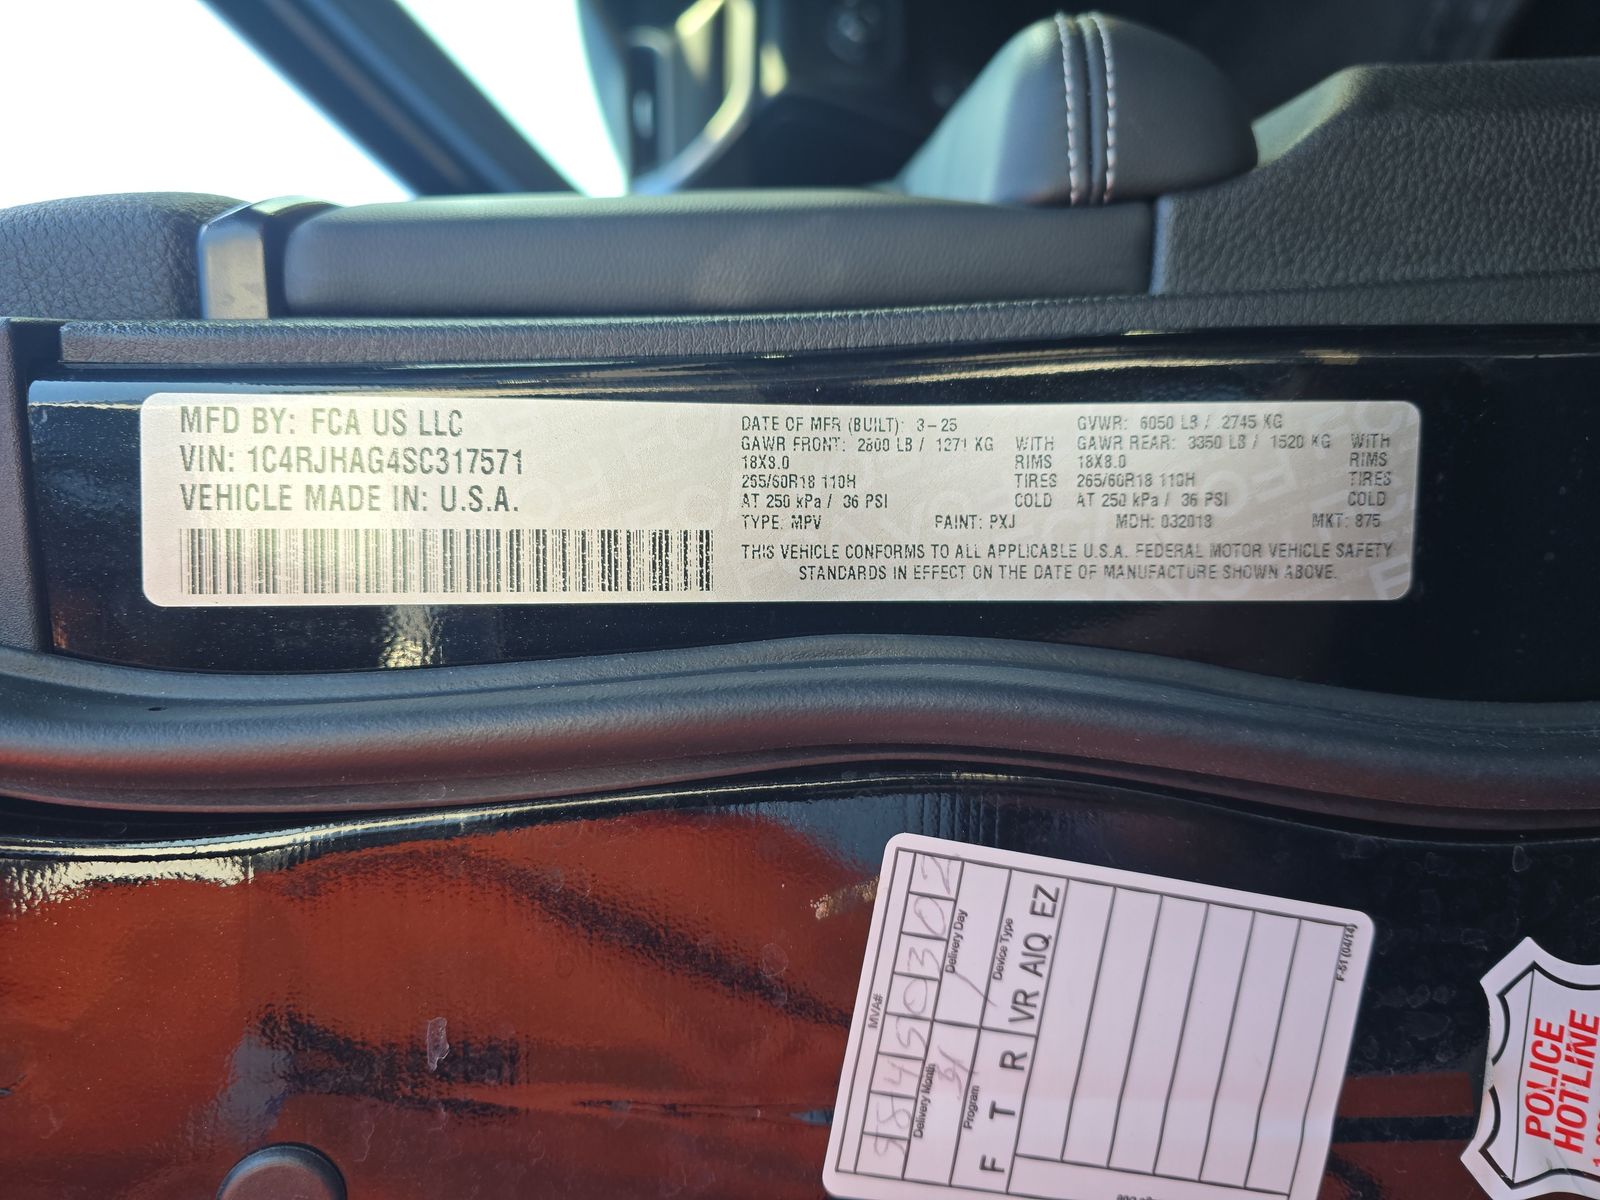 MFD BY: FCA US LLC
VIN: 1C4RJHAG4SC317571
VEHICLE MADE IN: U.S.A.
DATE OF MFR (BUILT): 3-25 GVWR: 6050 LB / 2745 KG
GAWR FRONT: 2800 LB / 1271 KG WITH GAWR REAR: 3350 LB / 1520 KG WITH
18X8.0 RIMS 18X8.0 RIMS
265/60R18 110H TIRES 265/60R18 110H TIRES
AT 250 kPa / 36 PSI COLD AT 250 kPa / 36 PSI COLD
TYPE: MPV PAINT: PXJ MDH: 032018 MKT: 875
THIS VEHICLE CONFORMS TO ALL APPLICABLE U.S.A. FEDERAL MOTOR VEHICLE SAFETY
STANDARDS IN EFFECT ON THE DATE OF MANUFACTURE SHOWN ABOVE.
MVA#
Delivery Month Delivery Day
Program Device Type
F T R VR AIQ EZ
F-51 (04/14)
POLICE
HOTLINE